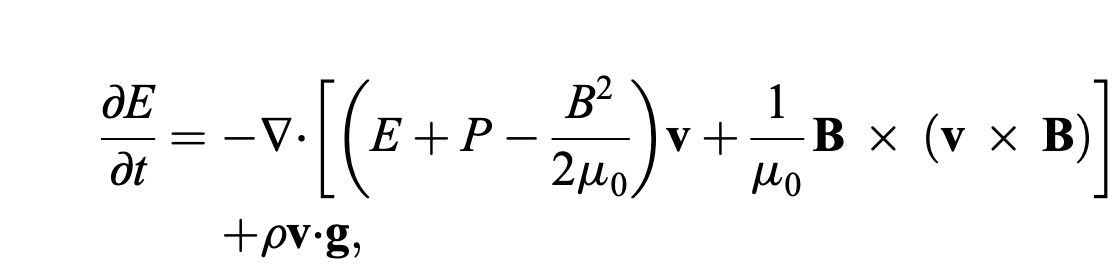 ∂E/∂t = −∇·[(E + P − B²/2μ₀)𝐯 + 1/μ₀ 𝐁 × (𝐯 × 𝐁)]
+ρ𝐯·𝐠,